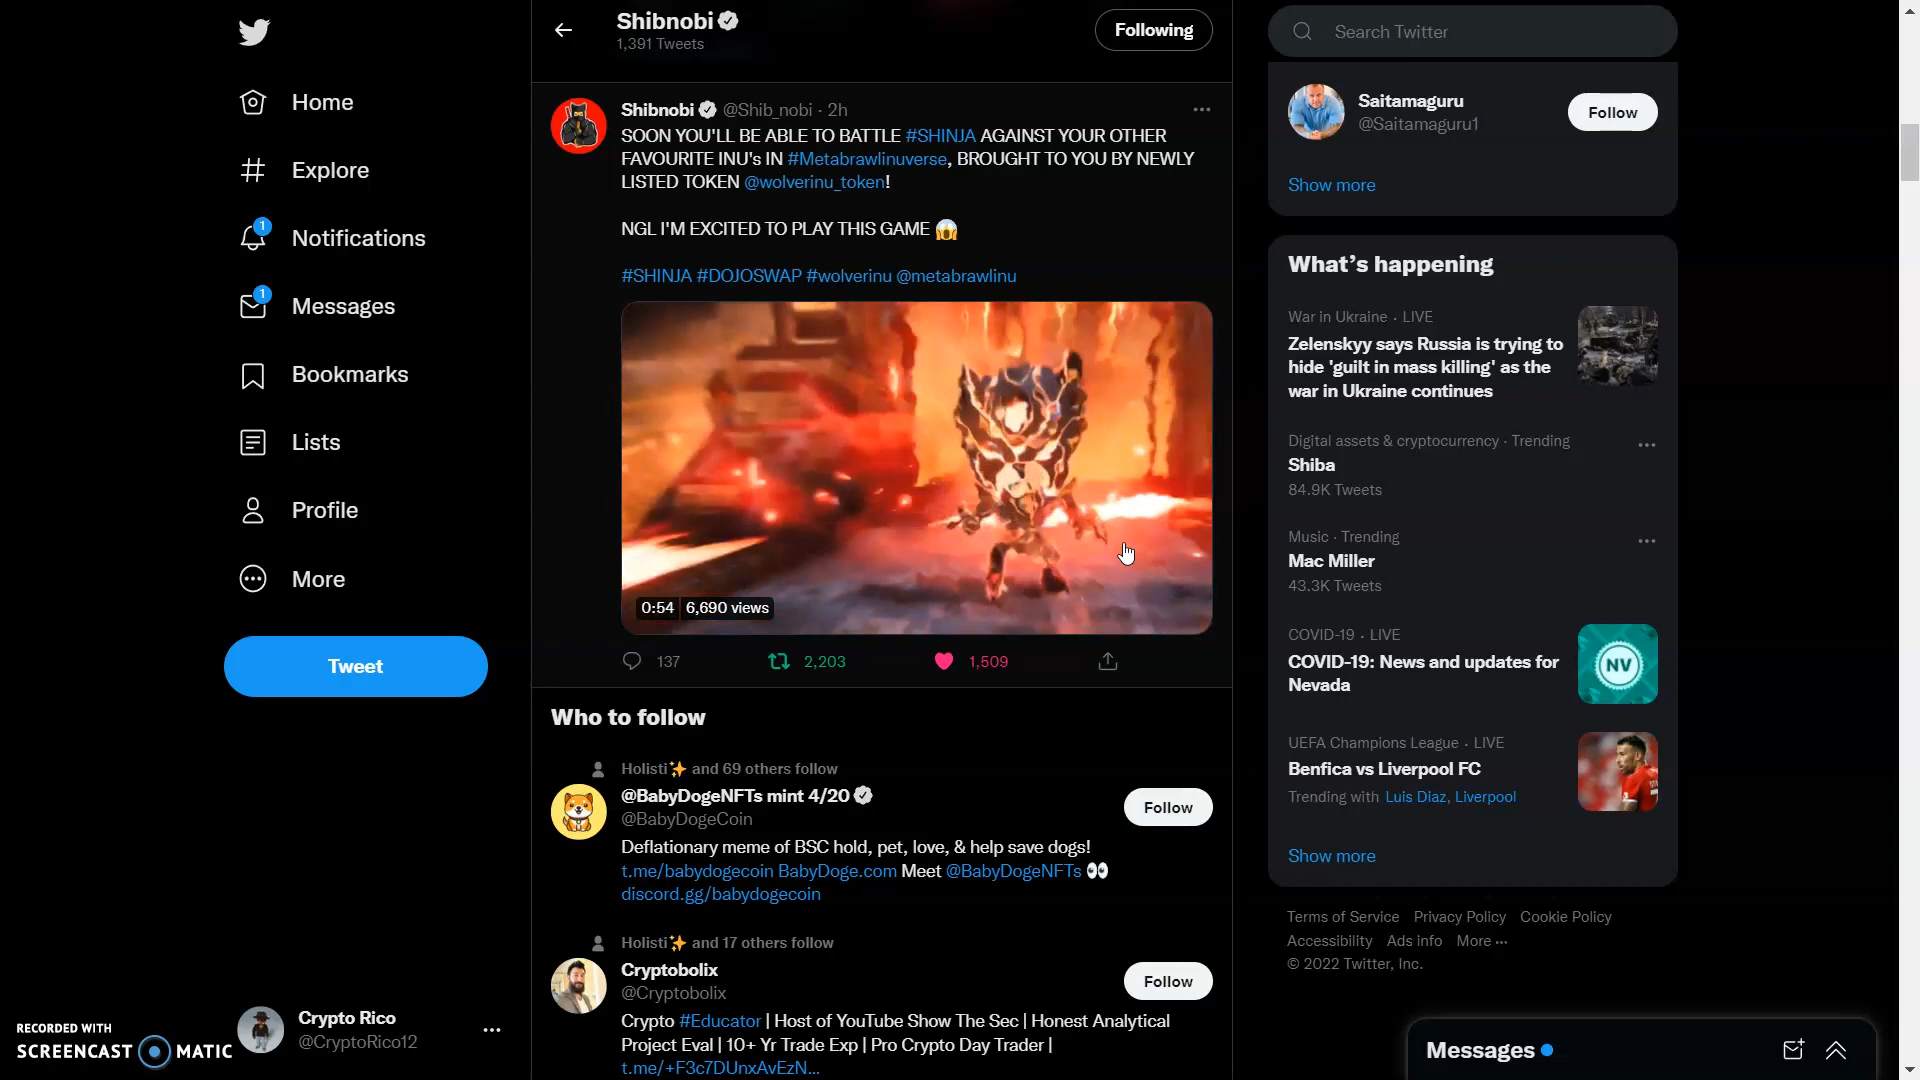 Home
Explore
1
Notifications
1
Messages
Bookmarks
Lists
Profile
More
Tweet
Crypto Rico
@CryptoRico12
RECORDED WITH
SCREENCAST MATIC
Shibnobi
1,391 Tweets
Following
Shibnobi @Shib_nobi · 2h
SOON YOU'LL BE ABLE TO BATTLE #SHINJA AGAINST YOUR OTHER
FAVOURITE INU's IN #Metabrawlinuverse, BROUGHT TO YOU BY NEWLY
LISTED TOKEN @wolverinu_token!
NGL I'M EXCITED TO PLAY THIS GAME 😱
#SHINJA #DOJOSWAP #wolverinu @metabrawlinu
0:54 6,690 views
137 2,203 1,509
Who to follow
Holisti✨ and 69 others follow
@BabyDogeNFTs mint 4/20
@BabyDogeCoin
Follow
Deflationary meme of BSC hold, pet, love, & help save dogs!
t.me/babydogecoin BabyDoge.com Meet @BabyDogeNFTs 👀
discord.gg/babydogecoin
Holisti✨ and 17 others follow
Cryptobolix
@Cryptobolix
Follow
Crypto #Educator | Host of YouTube Show The Sec | Honest Analytical
Project Eval | 10+ Yr Trade Exp | Pro Crypto Day Trader |
t.me/+F3c7DUnxAvEzN...
Search Twitter
Saitamaguru
@Saitamaguru1
Follow
Show more
What's happening
War in Ukraine · LIVE
Zelenskyy says Russia is trying to
hide 'guilt in mass killing' as the
war in Ukraine continues
Digital assets & cryptocurrency · Trending
Shiba
84.9K Tweets
Music · Trending
Mac Miller
43.3K Tweets
COVID-19 · LIVE
COVID-19: News and updates for
Nevada
NV
UEFA Champions League · LIVE
Benfica vs Liverpool FC
Trending with Luis Diaz, Liverpool
Show more
Terms of Service Privacy Policy Cookie Policy
Accessibility Ads info More ···
© 2022 Twitter, Inc.
Messages